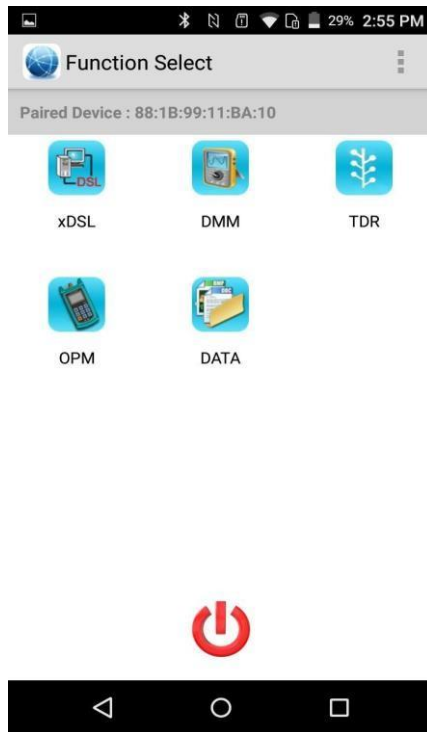 29% 2:55 PM
Function Select
Paired Device : 88:1B:99:11:BA:10
DSL
xDSL
DMM
TDR
OPM
DATA